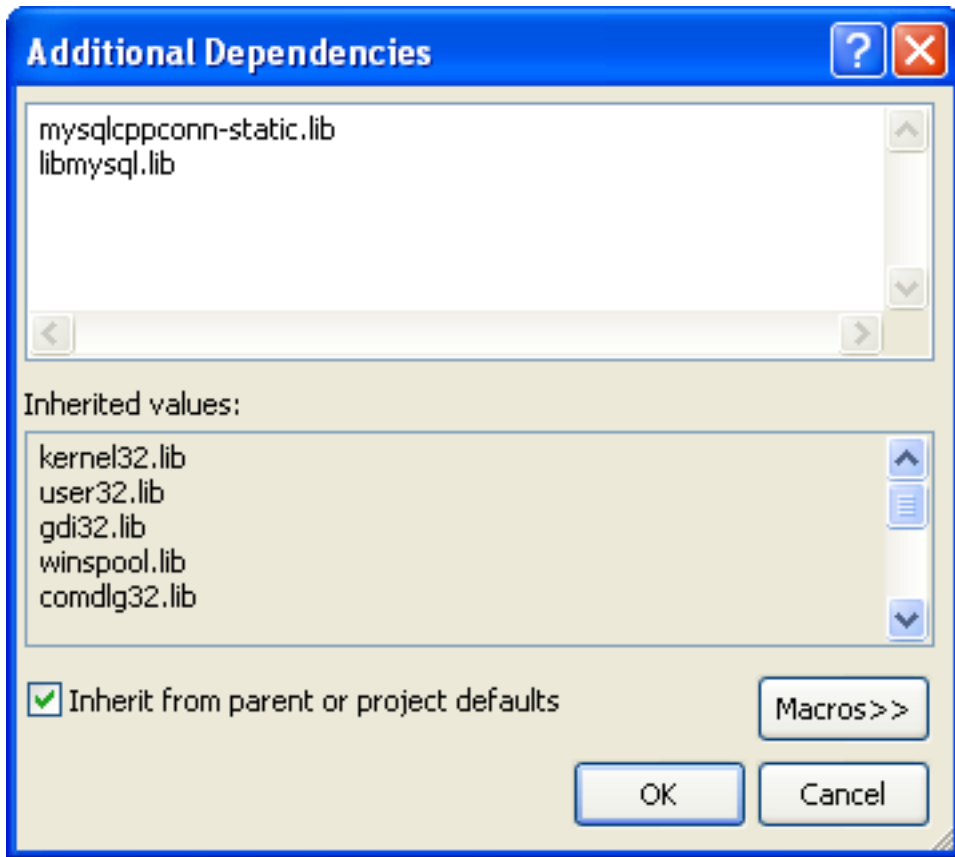 Additional Dependencies
mysqlcppconn-static.lib
libmysql.lib
Inherited values:
kernel32.lib
user32.lib
gdi32.lib
winspool.lib
comdlg32.lib
Inherit from parent or project defaults
Macros>>
OK
Cancel